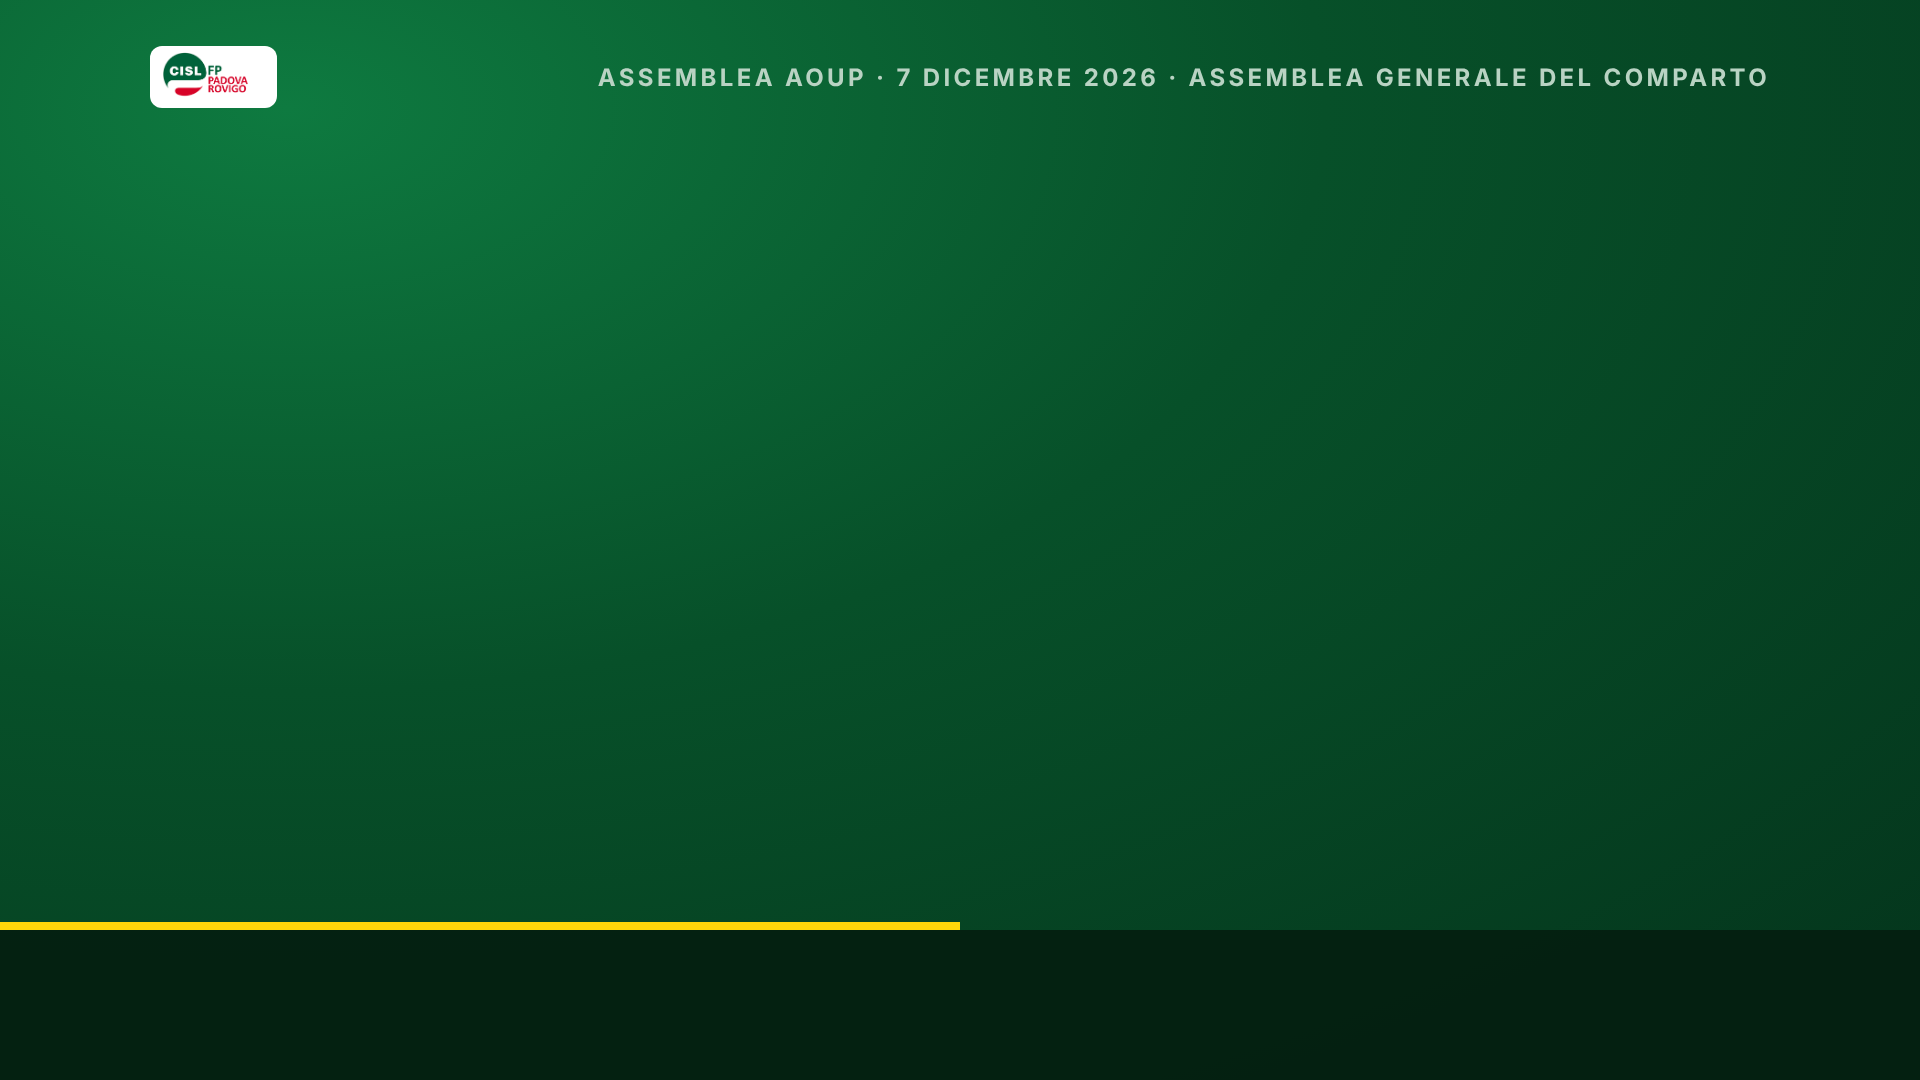 CISL FP
PADOVA
ROVIGO
ASSEMBLEA AOUP · 7 DICEMBRE 2026 · ASSEMBLEA GENERALE DEL COMPARTO